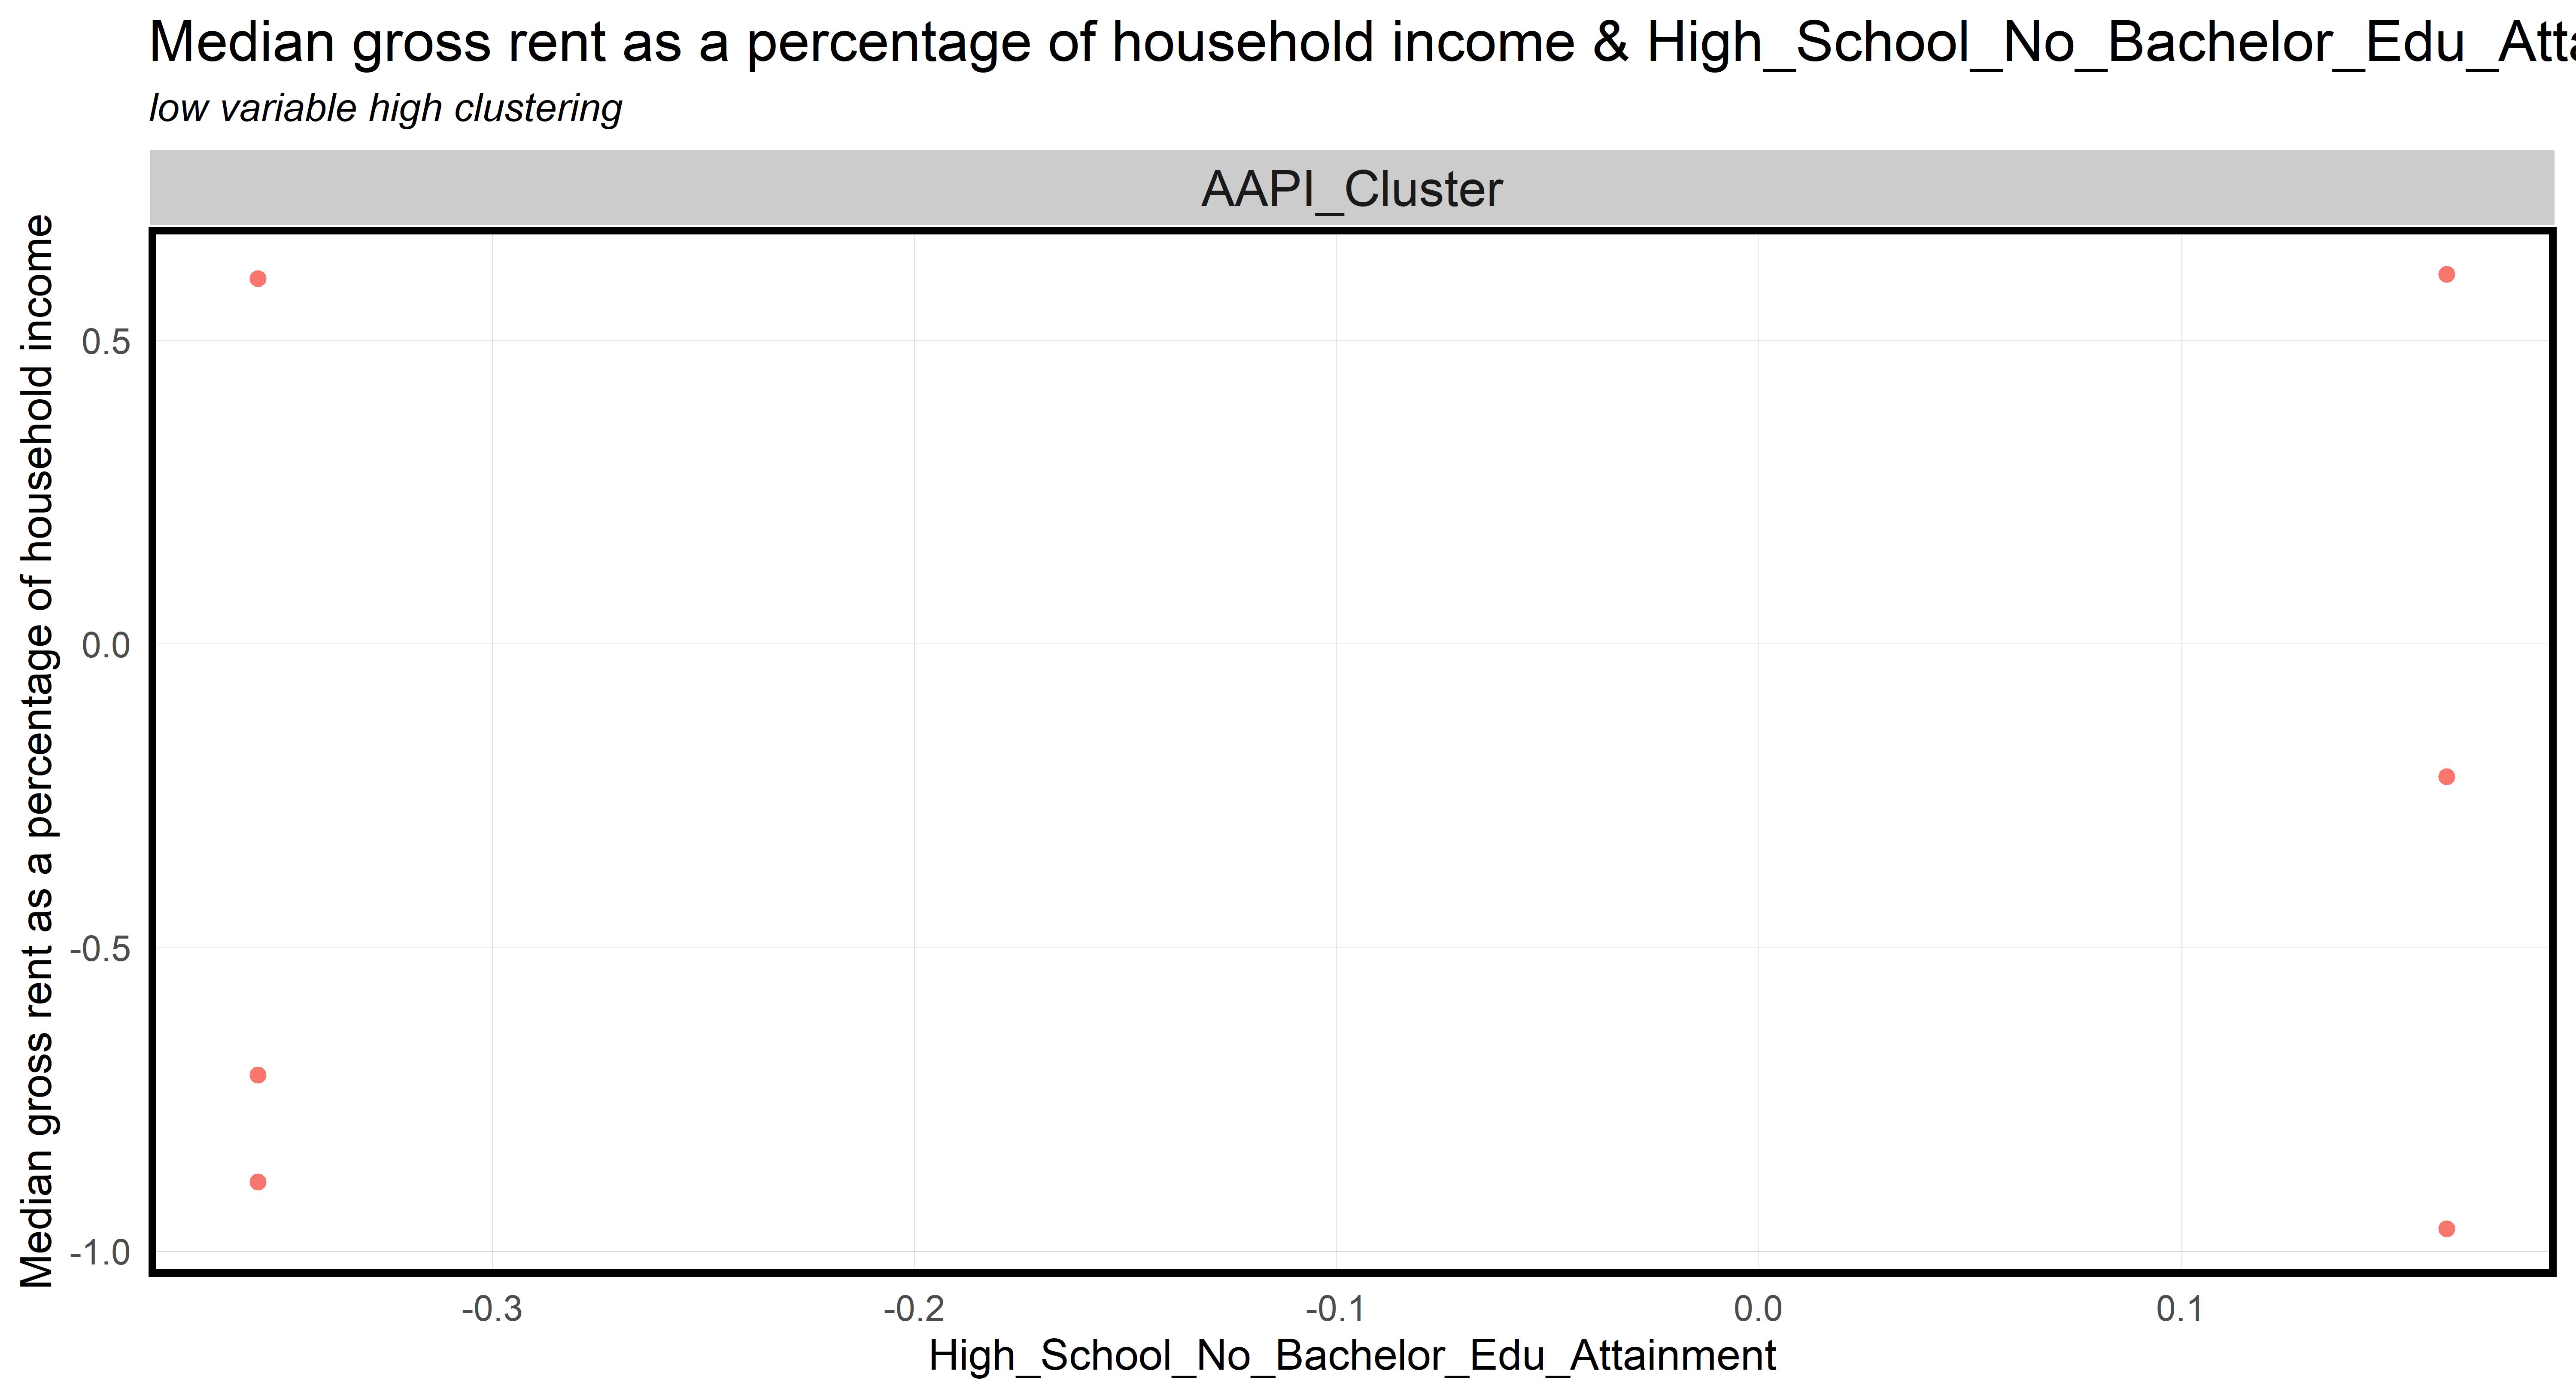 Median gross rent as a percentage of household income & High_School_No_Bachelor_Edu_Atta
low variable high clustering
AAPI_Cluster
Median gross rent as a percentage of household income
0.5
0.0
-0.5
-1.0
-0.3
-0.2
-0.1
0.0
0.1
High_School_No_Bachelor_Edu_Attainment